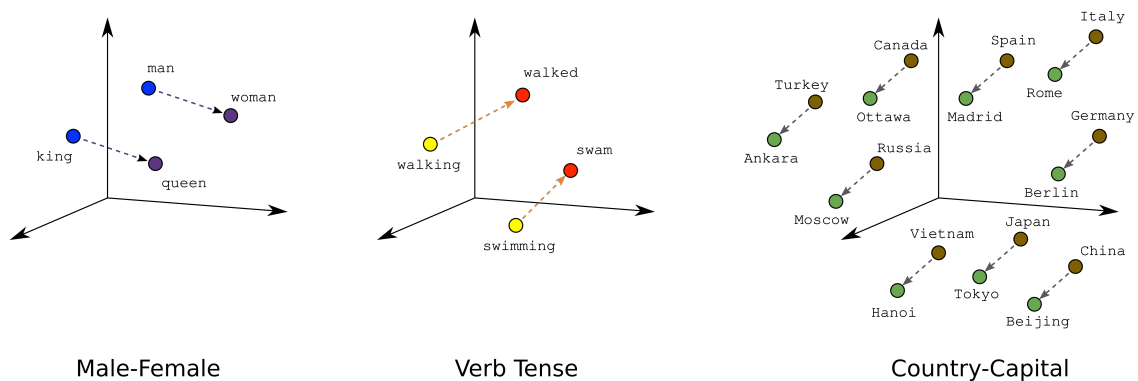 man
woman
king
queen
Male-Female
walked
walking
swam
swimming
Verb Tense
Italy
Canada
Spain
Rome
Turkey
Ottawa
Madrid
Germany
Ankara
Russia
Berlin
Moscow
Japan
Vietnam
China
Tokyo
Hanoi
Beijing
Country-Capital